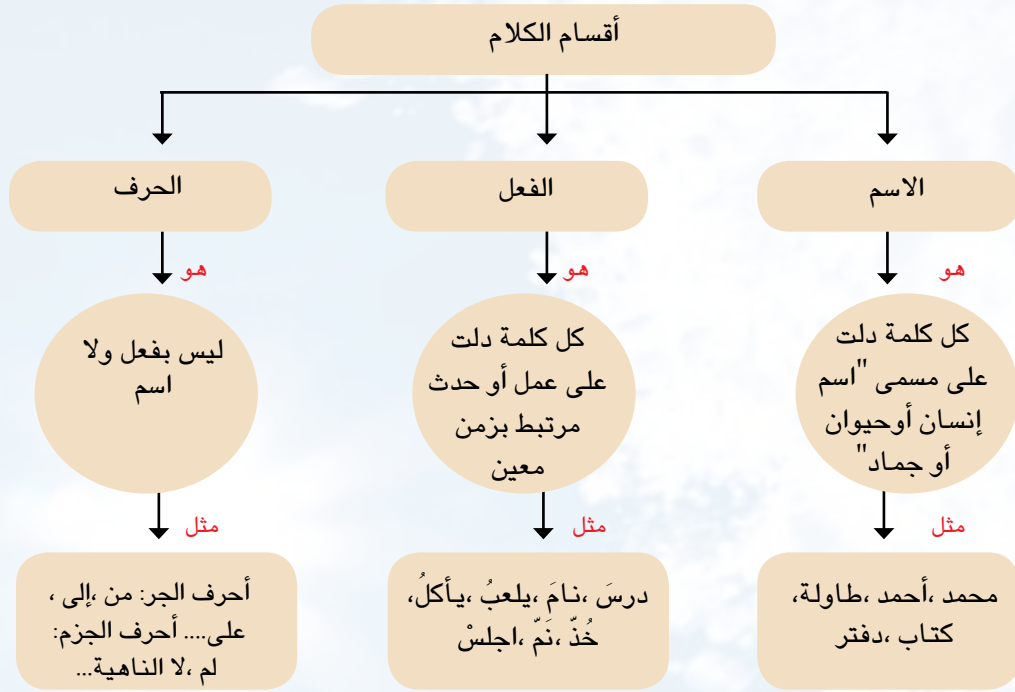 أقسام الكلام
الاسم
الفعل
الحرف
هو
هو
هو
كل كلمة دلت
على مسمى "اسم
إنسان أوحيوان
أو جماد"
كل كلمة دلت
على عمل أو حدث
مرتبط بزمن
معين
ليس بفعل ولا
اسم
مثل
مثل
مثل
محمد ،أحمد ،طاولة،
كتاب ،دفتر
درسَ ،نامَ ،يلعبُ ،يأكلُ،
خُذّ ،نَمّ ،اجلسْ
أحرف الجر: من ،إلى ،
على.... أحرف الجزم:
لم ،لا الناهية...